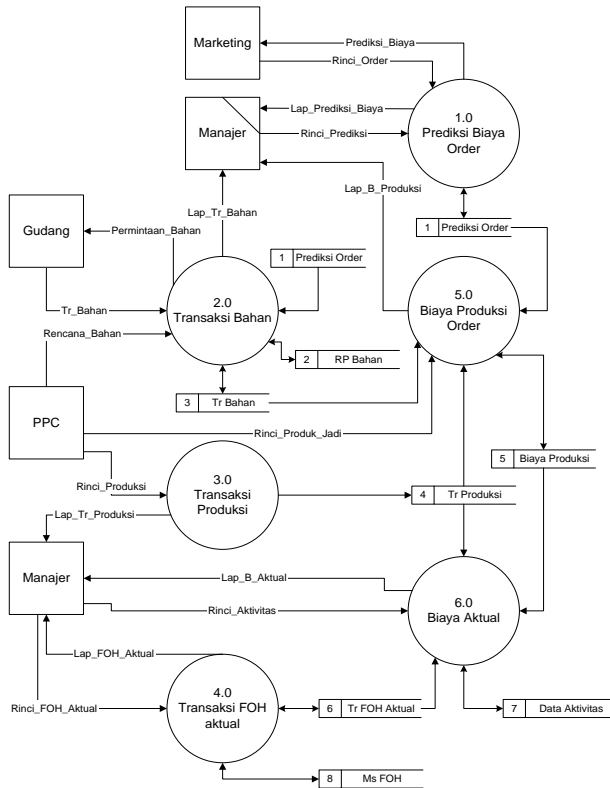 Marketing
Prediksi_Biaya
Rinci_Order
Manajer
Lap_Prediksi_Biaya
Rinci_Prediksi
1.0
Prediksi Biaya
Order
Lap_B_Produksi
Lap_Tr_Bahan
Gudang
Permintaan_Bahan
1 Prediksi Order
1 Prediksi Order
Tr_Bahan
2.0
Transaksi Bahan
5.0
Biaya Produksi
Order
Rencana_Bahan
2 RP Bahan
3 Tr Bahan
PPC
Rinci_Produk_Jadi
5 Biaya Produksi
Rinci_Produksi
3.0
Transaksi
Produksi
4 Tr Produksi
Lap_Tr_Produksi
Manajer
Lap_B_Aktual
Rinci_Aktivitas
6.0
Biaya Aktual
Lap_FOH_Aktual
Rinci_FOH_Aktual
4.0
Transaksi FOH
aktual
6 Tr FOH Aktual
7 Data Aktivitas
8 Ms FOH